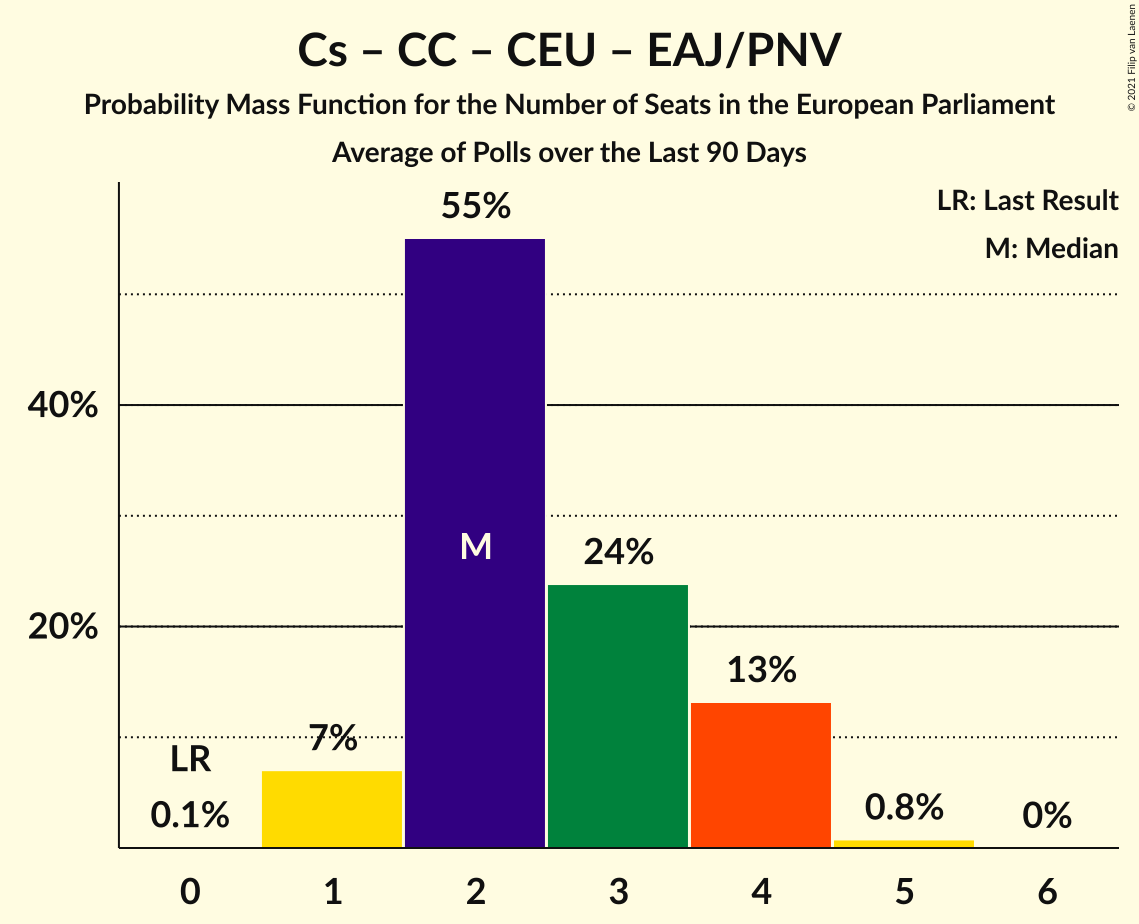 Cs – CC – CEU – EAJ/PNV
Probability Mass Function for the Number of Seats in the European Parliament
Average of Polls over the Last 90 Days
© 2021 Filip van Laenen
LR: Last Result
M: Median
55%
40%
M
24%
20%
13%
7%
LR
0.1%
0.8%
0%
0 1 2 3 4 5 6